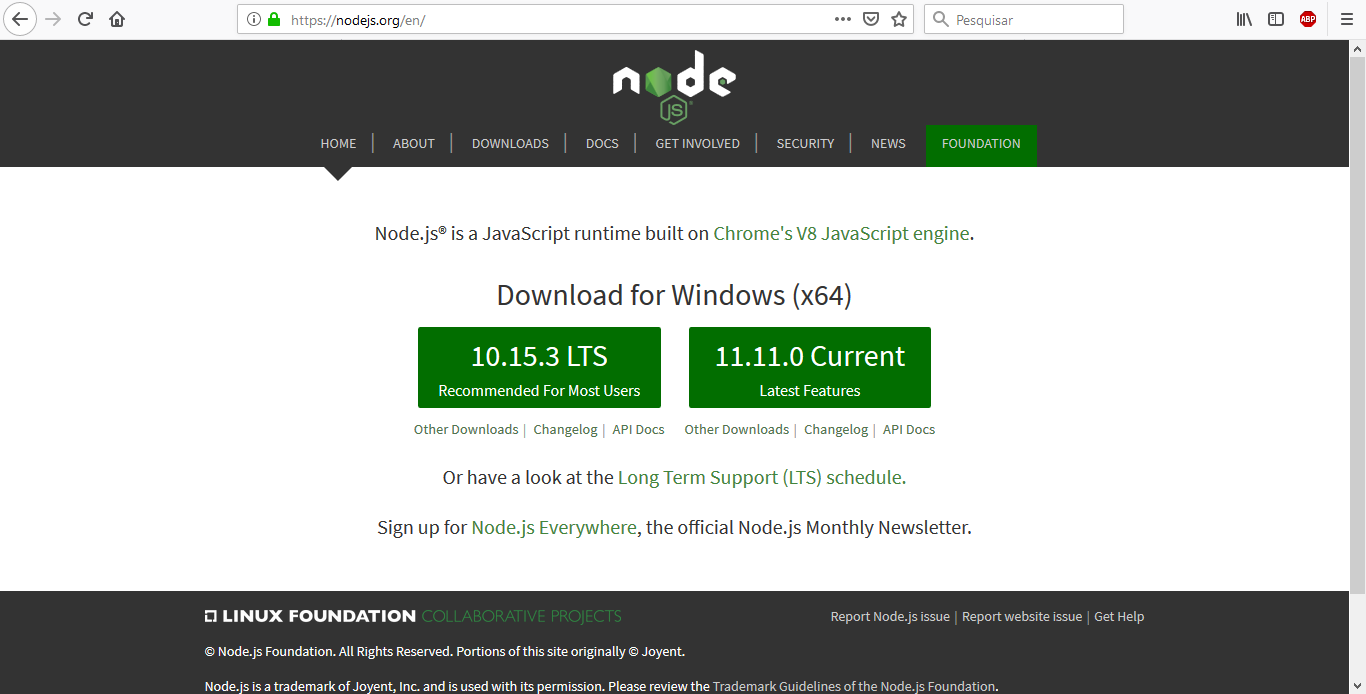 https://nodejs.org/en/
Pesquisar
ABP
node
JS
HOME | ABOUT | DOWNLOADS | DOCS | GET INVOLVED | SECURITY | NEWS FOUNDATION
Node.js® is a JavaScript runtime built on Chrome's V8 JavaScript engine.
Download for Windows (x64)
10.15.3 LTS
Recommended For Most Users
11.11.0 Current
Latest Features
Other Downloads | Changelog | API Docs
Other Downloads | Changelog | API Docs
Or have a look at the Long Term Support (LTS) schedule.
Sign up for Node.js Everywhere, the official Node.js Monthly Newsletter.
LINUX FOUNDATION COLLABORATIVE PROJECTS
Report Node.js issue | Report website issue | Get Help
© Node.js Foundation. All Rights Reserved. Portions of this site originally © Joyent.
Node.js is a trademark of Joyent, Inc. and is used with its permission. Please review the Trademark Guidelines of the Node.js Foundation.